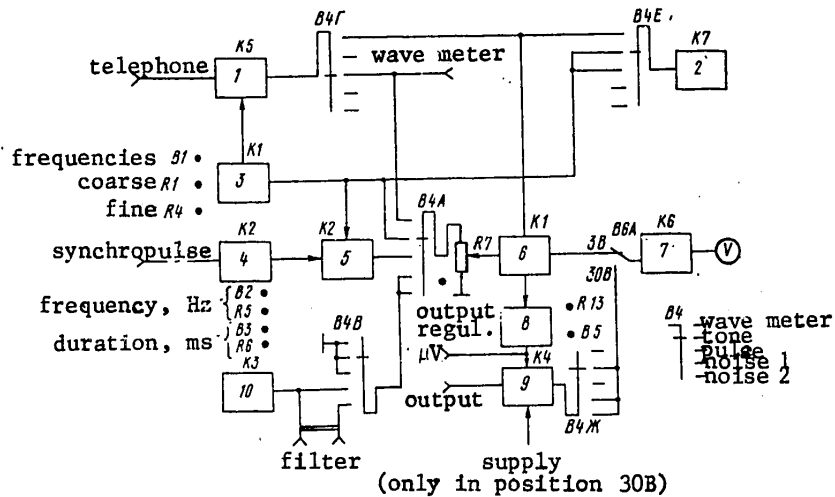 В4Г
В4Е
К5
К7
telephone
1
wave meter
2
К1
frequencies В1
3
coarse R1
fine R4
К2
К2
В4А
К1
В6А
К6
synchropulse
4
5
R7
6
3В
7
V
30В
frequency, Hz
В2
R5
output
regul.
8
R13
В4
wave meter
tone
pulse
noise 1
noise 2
duration, ms
В3
R6
В4В
В5
К3
μV
К4
10
output
9
В4Ж
filter
supply
(only in position 30В)